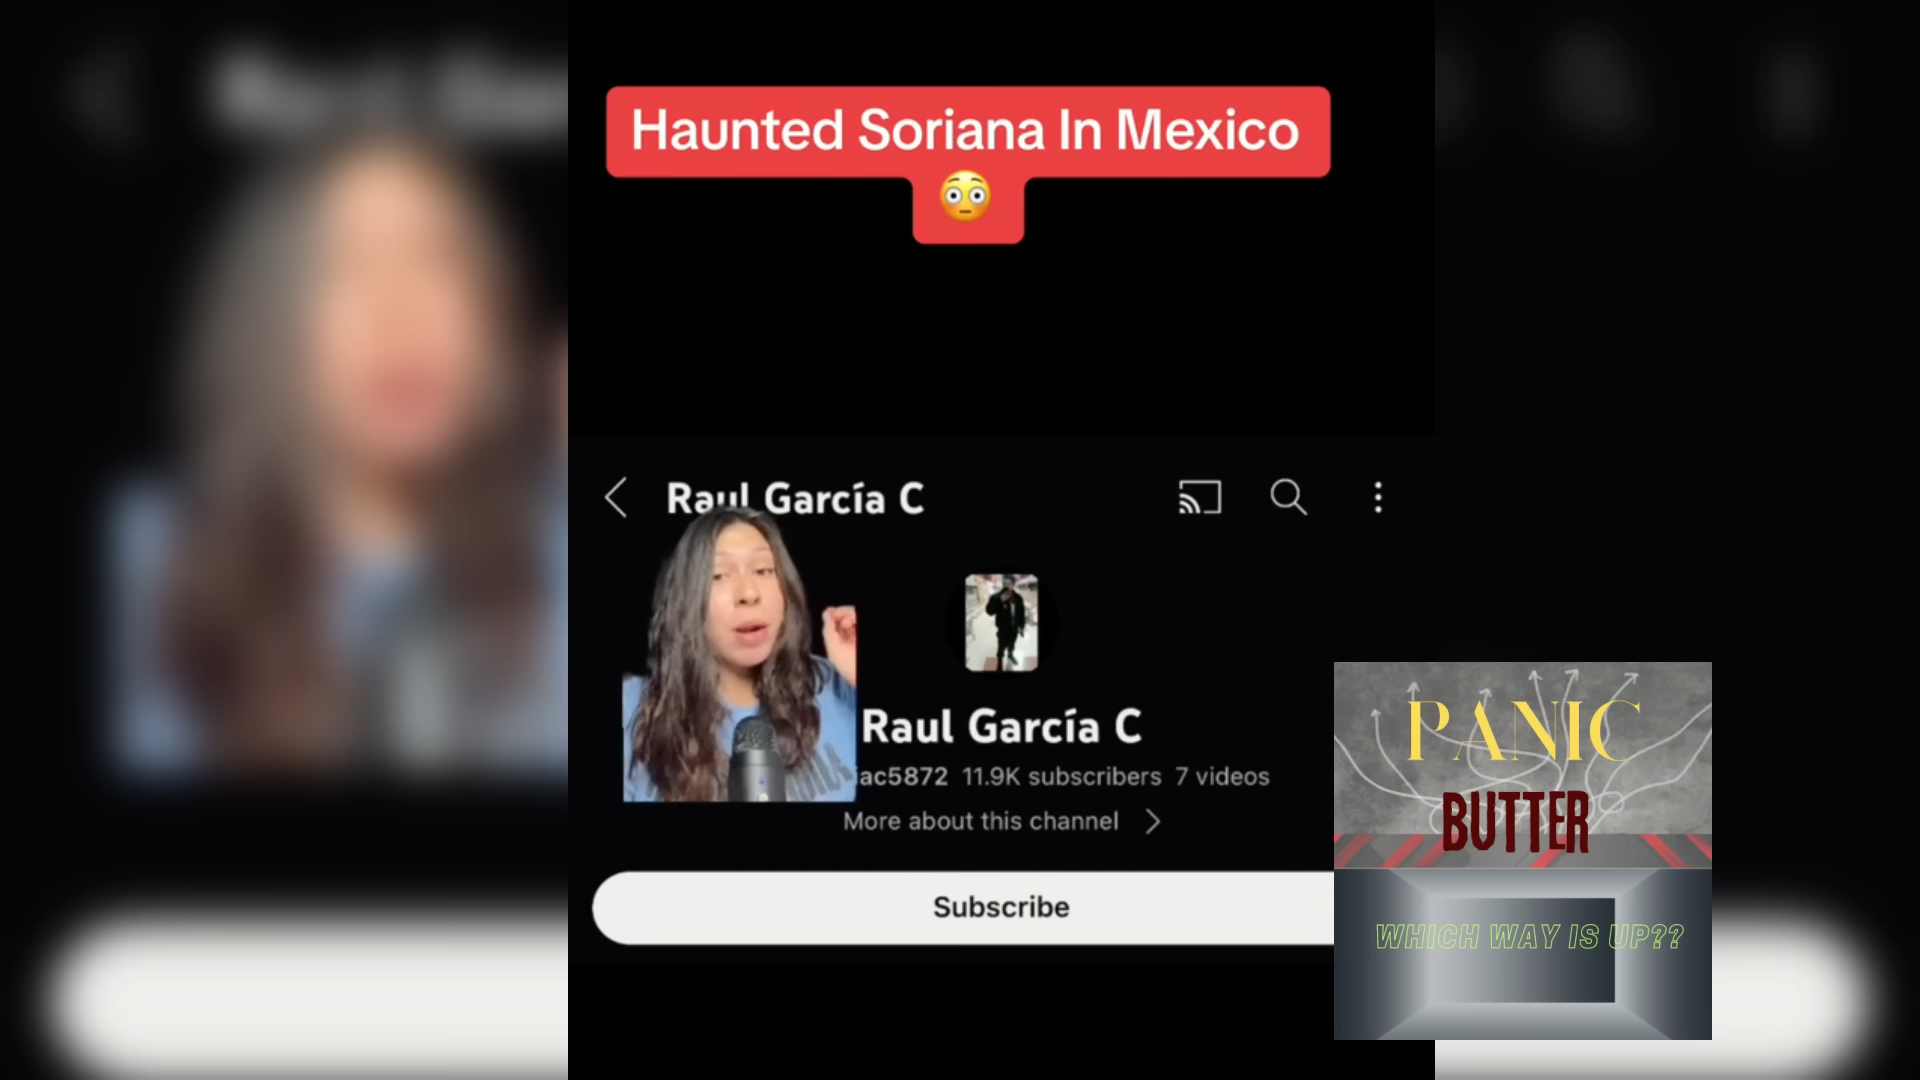 Haunted Soriana In Mexico
😳
Raul García C
Raul García C
iac5872 11.9K subscribers 7 videos
More about this channel
Subscribe
PANIC
BUTTER
WHICH WAY IS UP??